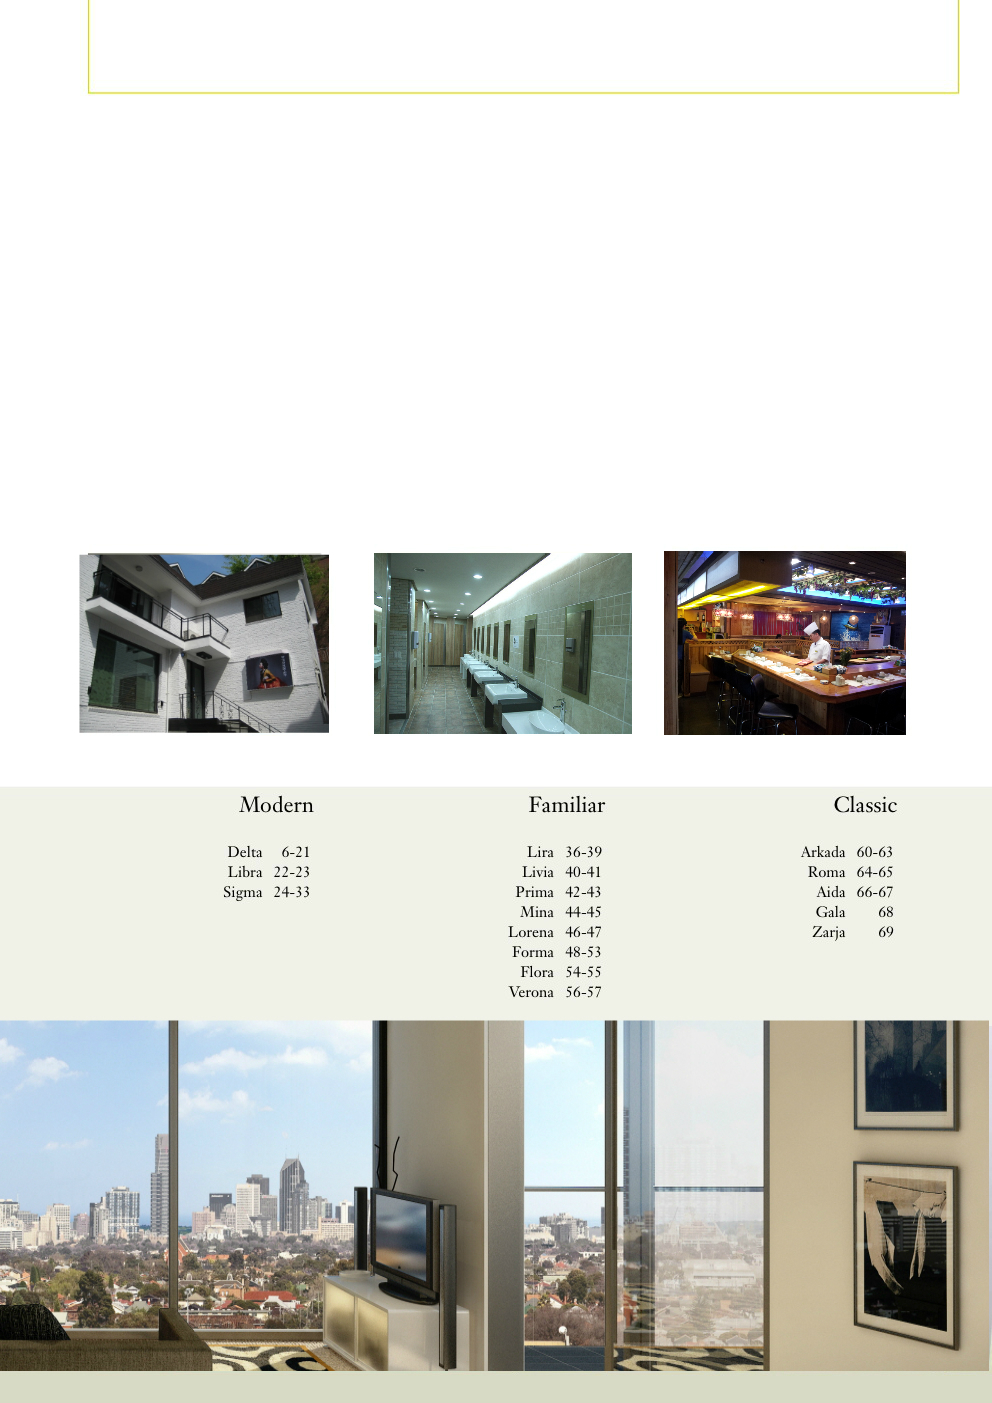 Modern
Delta 6-21
Libra 22-23
Sigma 24-33
Familiar
Lira 36-39
Livia 40-41
Prima 42-43
Mina 44-45
Lorena 46-47
Forma 48-53
Flora 54-55
Verona 56-57
Classic
Arkada 60-63
Roma 64-65
Aida 66-67
Gala 68
Zarja 69